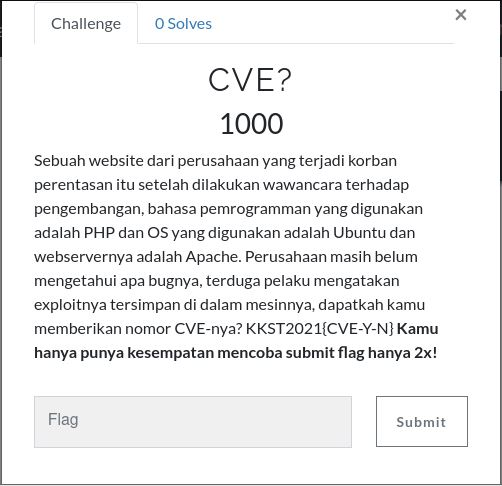 Challenge
0 Solves
×
CVE?
1000
Sebuah website dari perusahaan yang terjadi korban
perentasan itu setelah dilakukan wawancara terhadap
pengembangan, bahasa pemrogramman yang digunakan
adalah PHP dan OS yang digunakan adalah Ubuntu dan
webservernya adalah Apache. Perusahaan masih belum
mengetahui apa bugnya, terduga pelaku mengatakan
exploitnya tersimpan di dalam mesinnya, dapatkah kamu
memberikan nomor CVE-nya? KKST2021{CVE-Y-N} Kamu
hanya punya kesempatan mencoba submit flag hanya 2x!
Flag
Submit